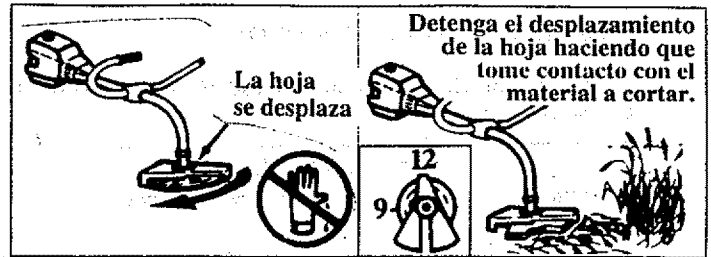 La hoja
se desplaza
Detenga el desplazamiento
de la hoja haciendo que
tome contacto con el
material a cortar.
12
9